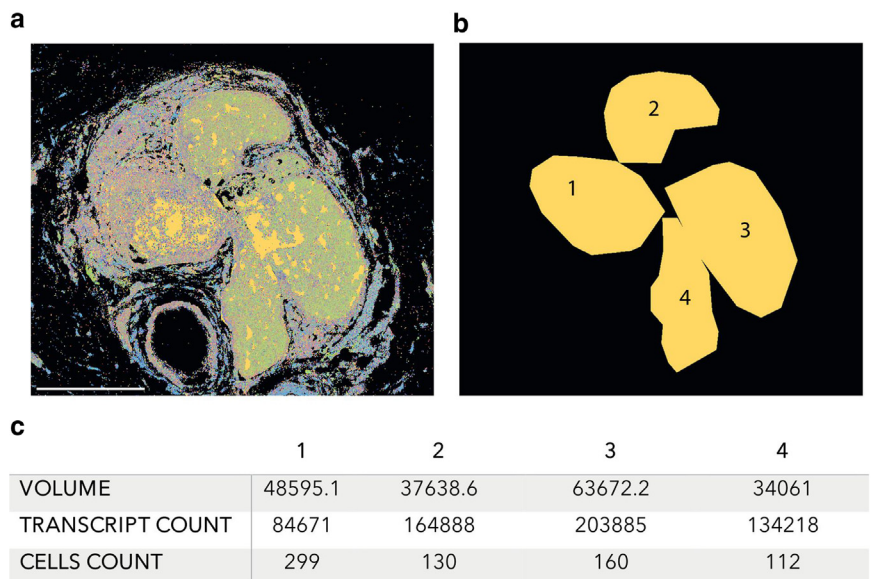 a
b
2
1
3
4
c
1 2 3 4
VOLUME 48595.1 37638.6 63672.2 34061
TRANSCRIPT COUNT 84671 164888 203885 134218
CELLS COUNT 299 130 160 112